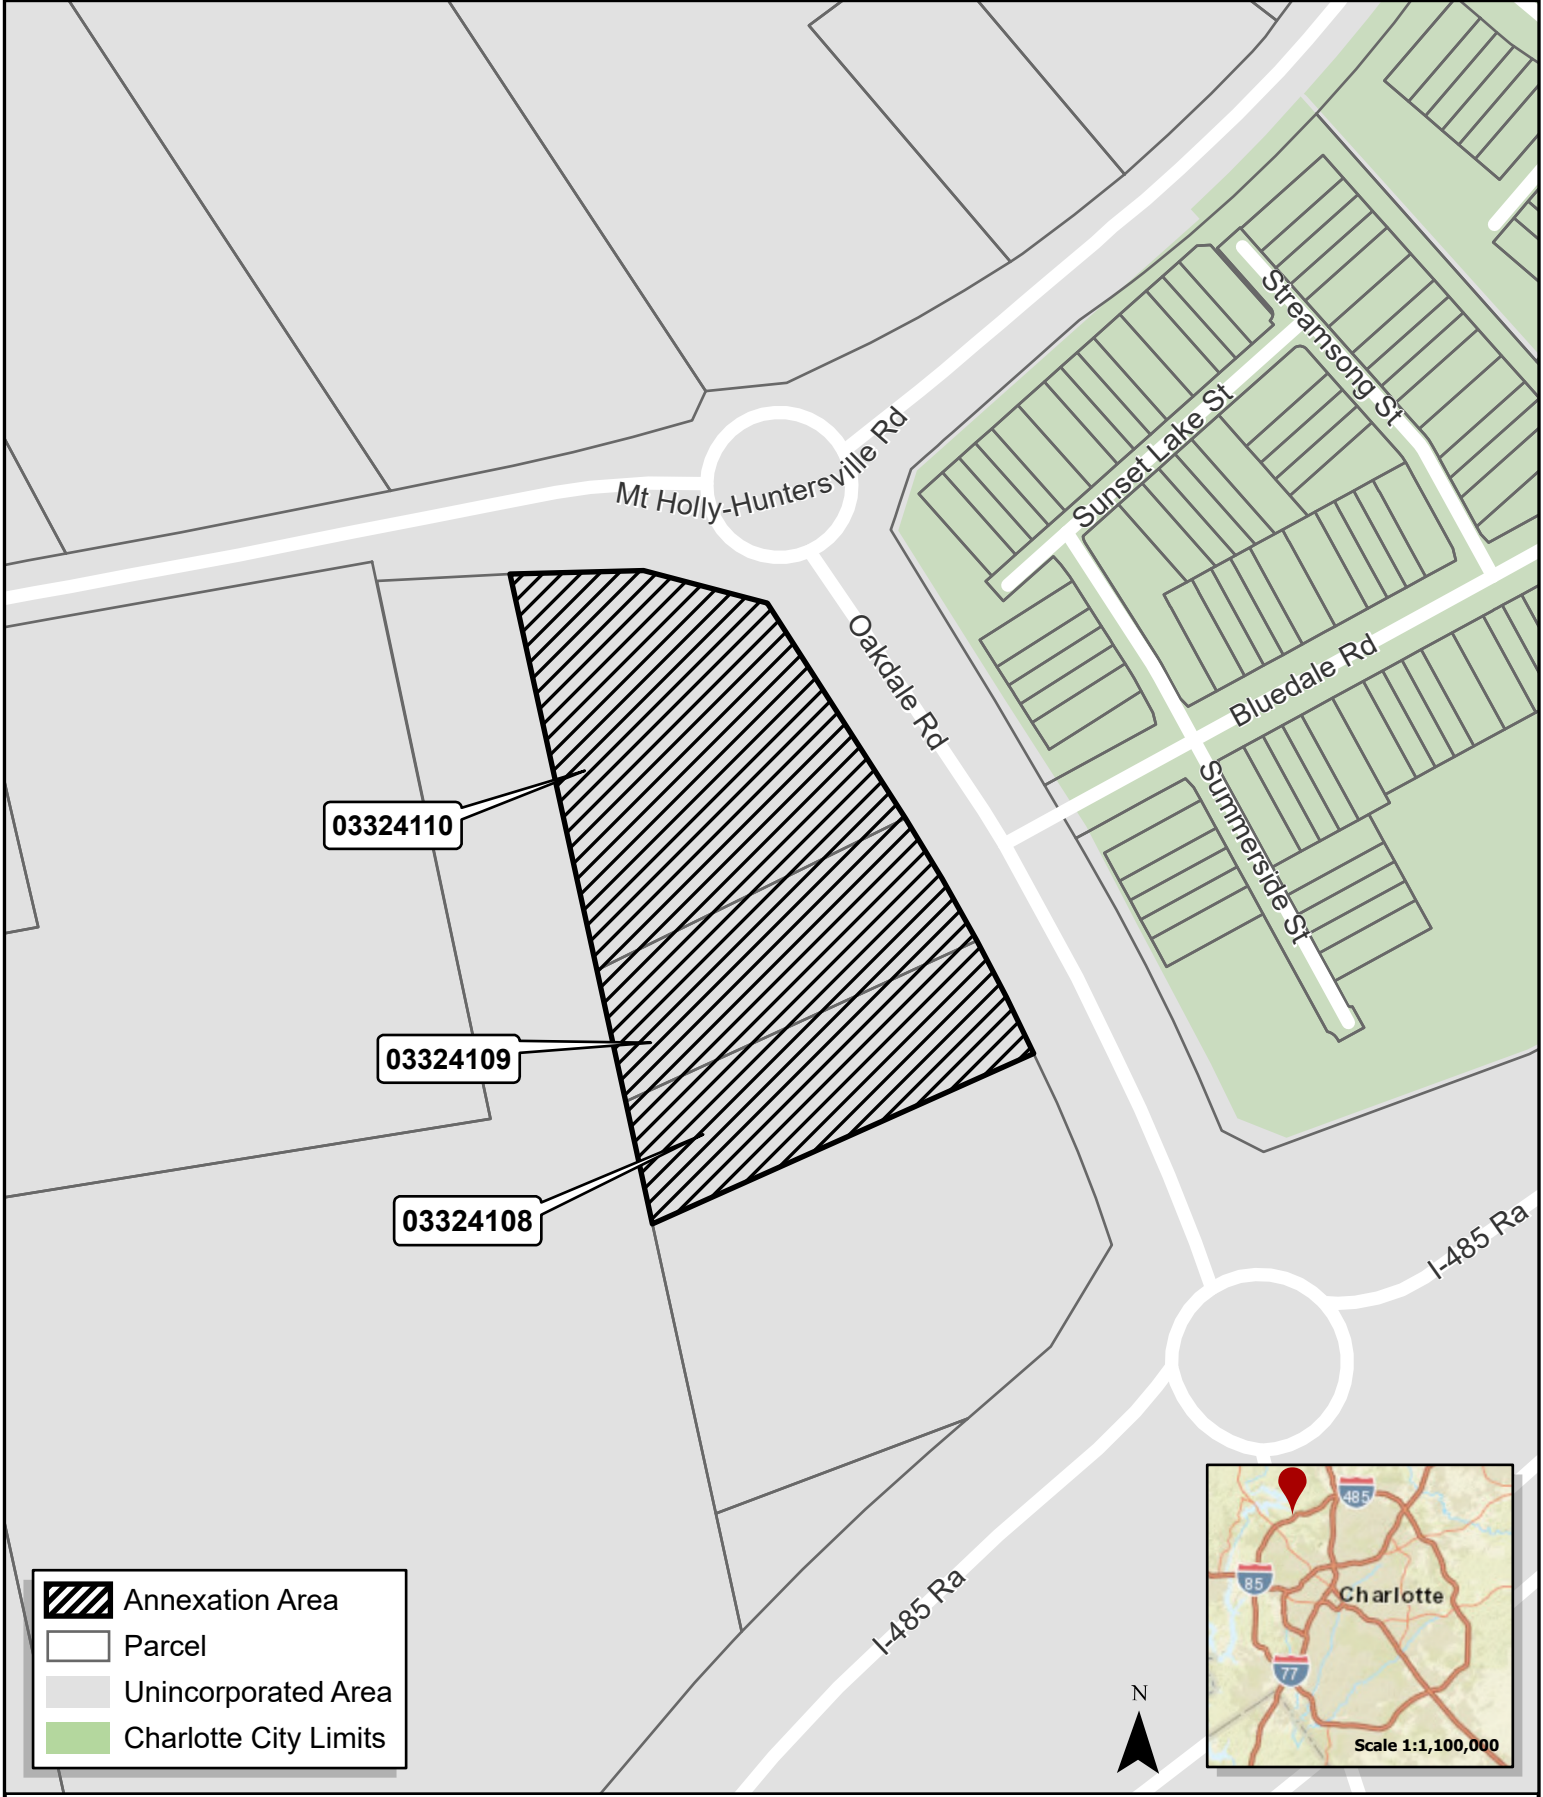 Streamsong St
Sunset Lake St
Mt Holly-Huntersville Rd
Oakdale Rd
Bluedale Rd
Summerside St
03324110
03324109
03324108
I-485 Ra
I-485 Ra
Annexation Area
Parcel
Unincorporated Area
Charlotte City Limits
N
485
85
Charlotte
77
Scale 1:1,100,000